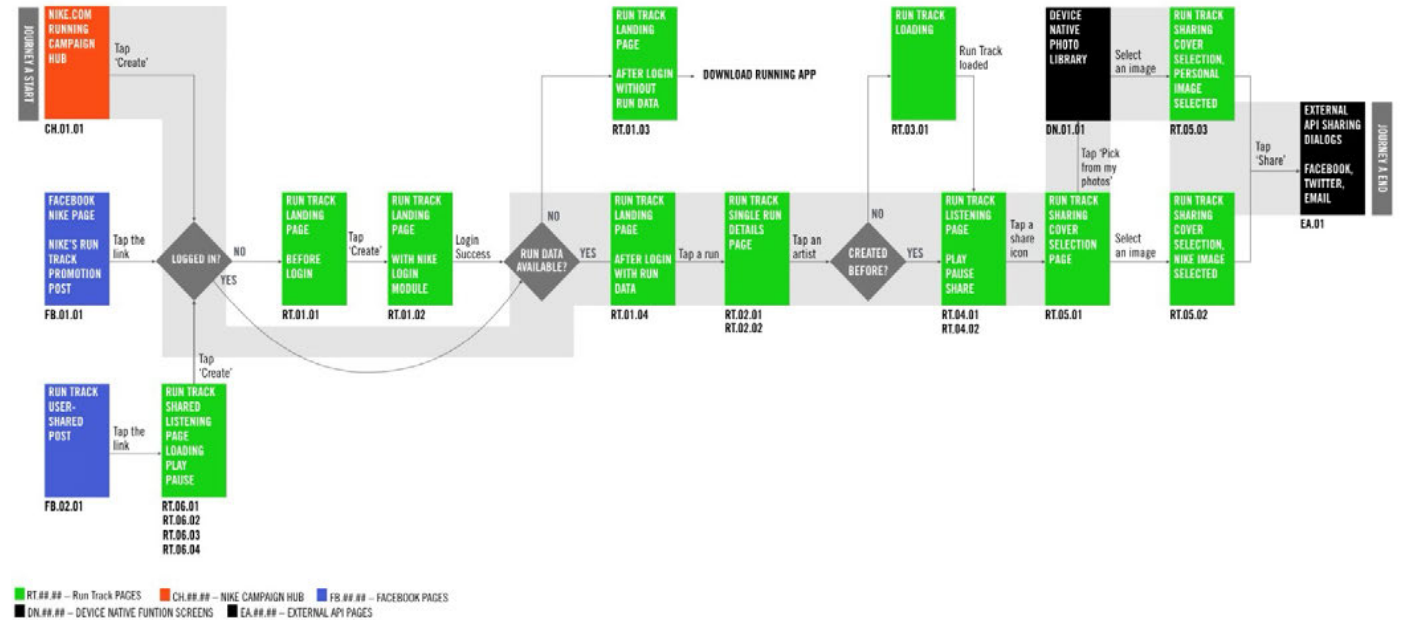 JOURNEY A START
NIKE.COM
RUNNING
CAMPAIGN
HUB
CH.01.01
Tap
'Create'
RUN TRACK
LANDING
PAGE
AFTER LOGIN
WITHOUT
RUN DATA
RT.01.03
DOWNLOAD RUNNING APP
RUN TRACK
LOADING
RT.03.01
Run Track
loaded
DEVICE
NATIVE
PHOTO
LIBRARY
DN.01.01
Select
an image
RUN TRACK
SHARING
COVER
SELECTION,
PERSONAL
IMAGE
SELECTED
RT.05.03
Tap
'Share'
EXTERNAL
API SHARING
DIALOGS
FACEBOOK,
TWITTER,
EMAIL
EA.01
JOURNEY A END
FACEBOOK
NIKE PAGE
NIKE'S RUN
TRACK
PROMOTION
POST
FB.01.01
Tap the
link
LOGGED IN?
NO
YES
RUN TRACK
LANDING
PAGE
BEFORE
LOGIN
RT.01.01
Tap
'Create'
RUN TRACK
LANDING
PAGE
WITH NIKE
LOGIN
MODULE
RT.01.02
Login
Success
RUN DATA
AVAILABLE?
NO
YES
RUN TRACK
LANDING
PAGE
AFTER LOGIN
WITH RUN
DATA
RT.01.04
Tap a run
RUN TRACK
SINGLE RUN
DETAILS
PAGE
RT.02.01
RT.02.02
Tap an
artist
CREATED
BEFORE?
NO
YES
RUN TRACK
LISTENING
PAGE
PLAY
PAUSE
SHARE
RT.04.01
RT.04.02
Tap a
share
icon
RUN TRACK
SHARING
COVER
SELECTION
PAGE
RT.05.01
Tap 'Pick
from my
photos'
Select
an image
RUN TRACK
SHARING
COVER
SELECTION,
NIKE IMAGE
SELECTED
RT.05.02
RUN TRACK
USER-
SHARED
POST
FB.02.01
Tap the
link
Tap
'Create'
RUN TRACK
SHARED
LISTENING
PAGE
LOADING
PLAY
PAUSE
RT.06.01
RT.06.02
RT.06.03
RT.06.04
RT.##.## – Run Track PAGES CH.##.## – NIKE CAMPAIGN HUB FB.##.## – FACEBOOK PAGES
DN.##.## – DEVICE NATIVE FUNTION SCREENS EA.##.## – EXTERNAL API PAGES